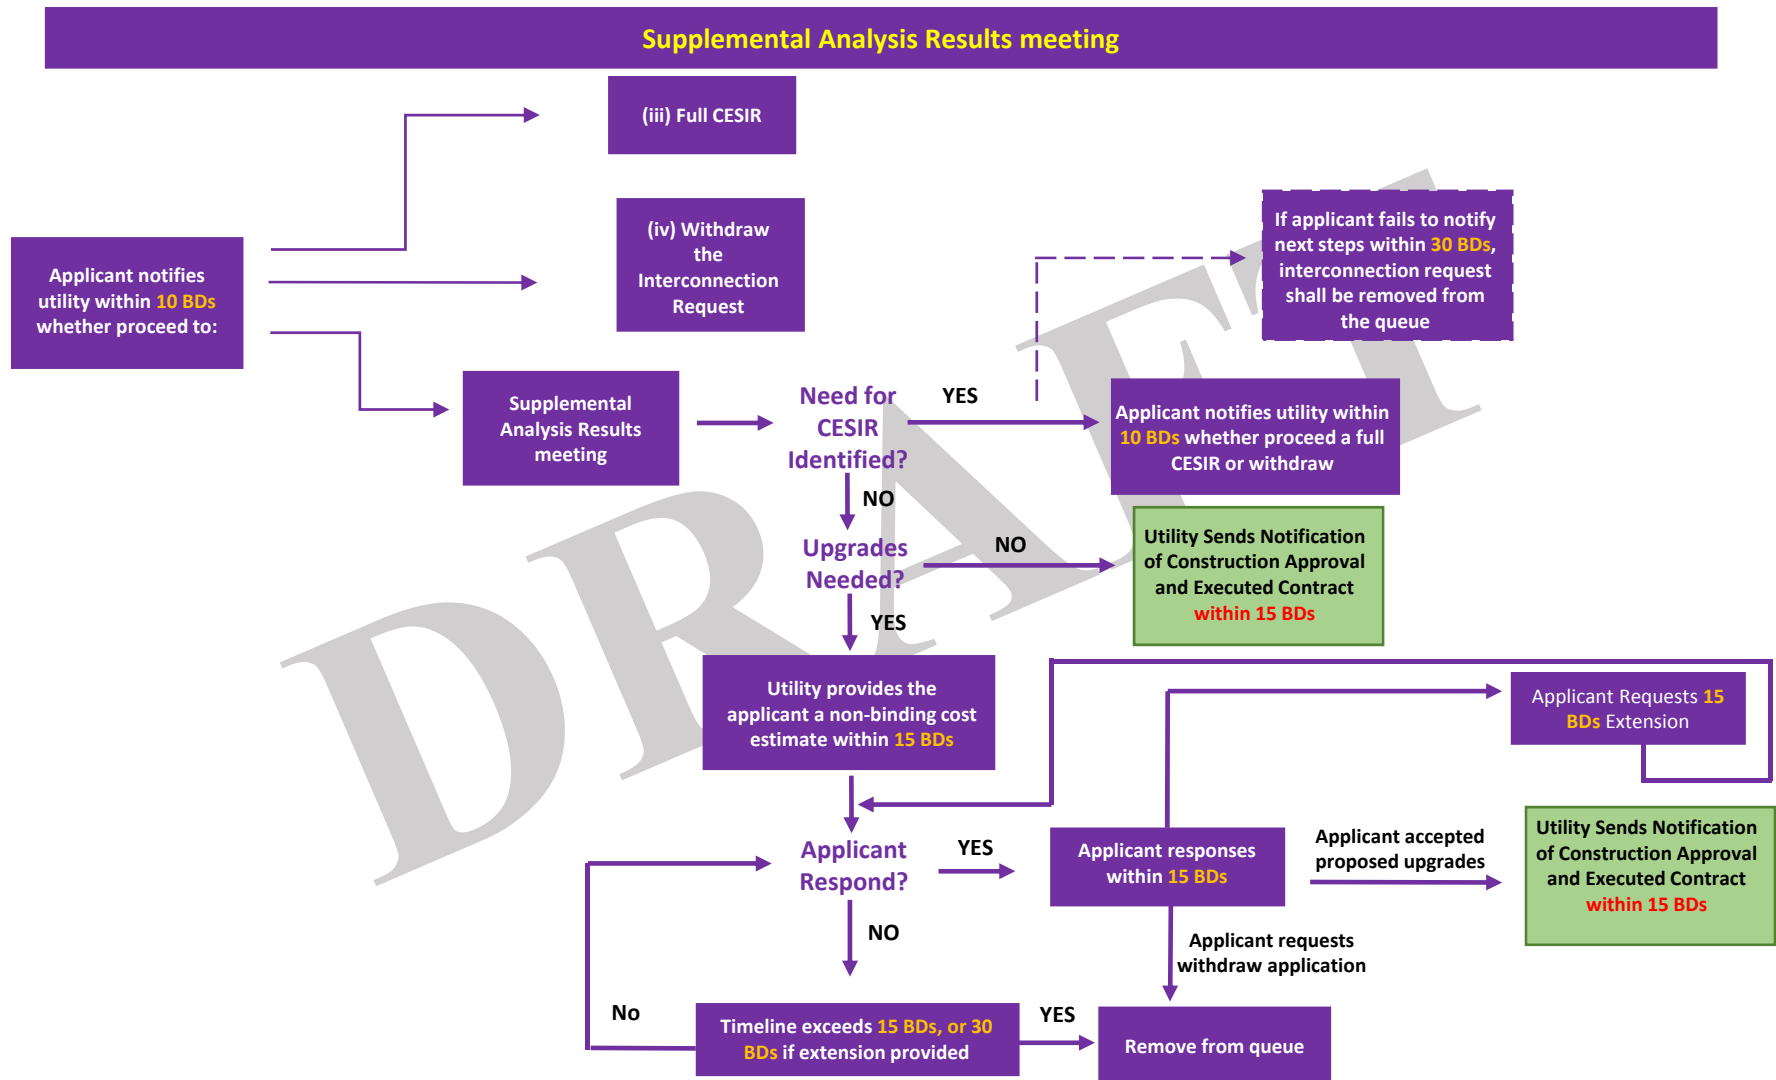 Supplemental Analysis Results meeting
(iii) Full CESIR
(iv) Withdraw
the
Interconnection
Request
If applicant fails to notify
next steps within 30 BDs,
interconnection request
shall be removed from
the queue
Applicant notifies
utility within 10 BDs
whether proceed to:
Supplemental
Analysis Results
meeting
Need for
CESIR
Identified?
YES
Applicant notifies utility within
10 BDs whether proceed a full
CESIR or withdraw
NO
Upgrades
Needed?
NO
Utility Sends Notification
of Construction Approval
and Executed Contract
within 15 BDs
YES
Utility provides the
applicant a non-binding cost
estimate within 15 BDs
Applicant Requests 15
BDs Extension
Applicant
Respond?
YES
Applicant responses
within 15 BDs
Applicant accepted
proposed upgrades
Utility Sends Notification
of Construction Approval
and Executed Contract
within 15 BDs
NO
Applicant requests
withdraw application
No
Timeline exceeds 15 BDs, or 30
BDs if extension provided
YES
Remove from queue
DRAFT